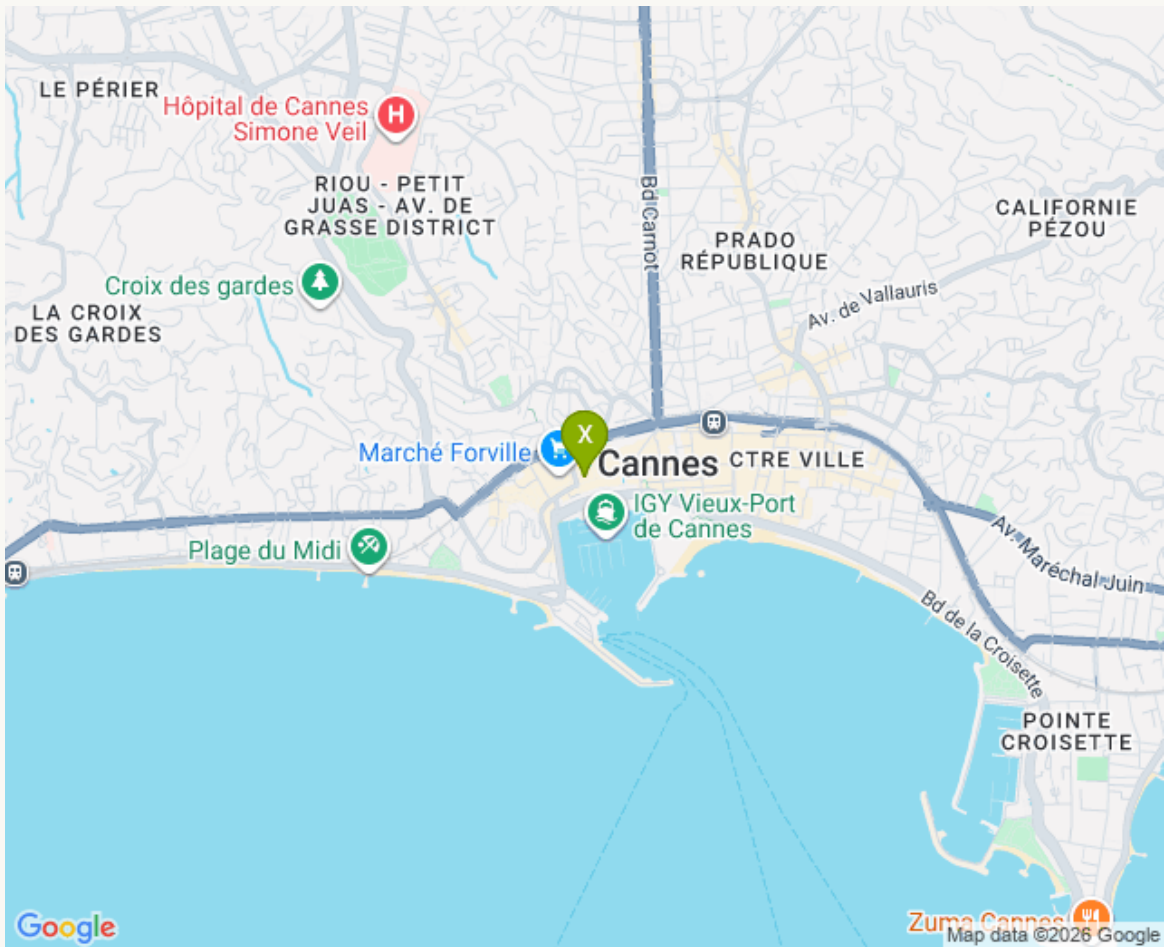 LE PÉRIER
Hôpital de Cannes
Simone Veil
H
RIOU - PETIT
JUAS - AV. DE
GRASSE DISTRICT
Bd Carnot
CALIFORNIE
PÉZOU
PRADO
RÉPUBLIQUE
Croix des gardes
Av. de Vallauris
LA CROIX
DES GARDES
X
Marché Forville
Cannes
CTRE VILLE
IGY Vieux-Port
de Cannes
Plage du Midi
Av. Maréchal Juin
Bd de la Croisette
POINTE
CROISETTE
Zuma Cannes
Google
Map data ©2026 Google